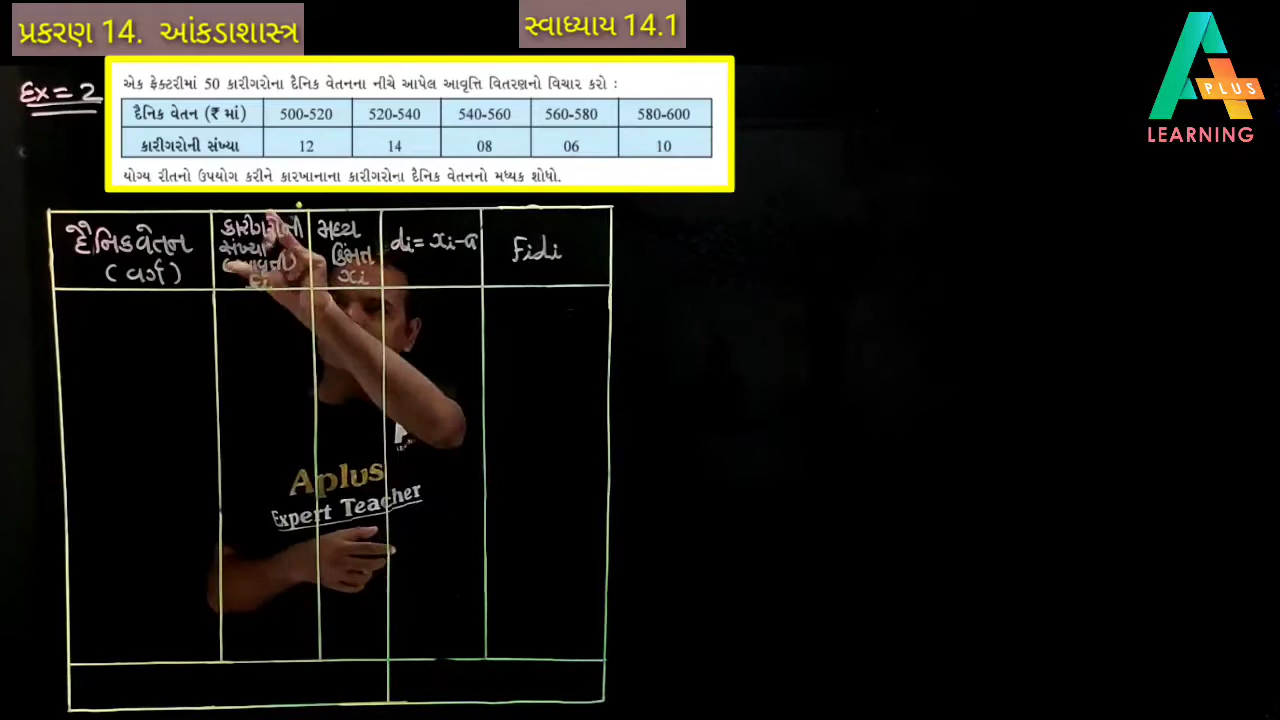 પ્રકરણ 14. આંકડાશાસ્ત્ર
સ્વાધ્યાય 14.1
Ex = 2
એક ફેક્ટરીમાં 50 કારીગરોના દૈનિક વેતનના નીચે આપેલ આવૃત્તિ વિતરણનો વિચાર કરો :
દૈનિક વેતન (₹ માં) 500-520 520-540 540-560 560-580 580-600
કારીગરોની સંખ્યા 12 14 08 06 10
યોગ્ય રીતનો ઉપયોગ કરીને કારખાનાના કારીગરોના દૈનિક વેતનનો મધ્યક શોધો.
A PLUS
LEARNING
દૈનિક વેતન
(વર્ગ)
કારીગરોની
સંખ્યા
મધ્ય
કિંમત
xi
di = xi-a
Fidi
Aplus
Expert Teacher